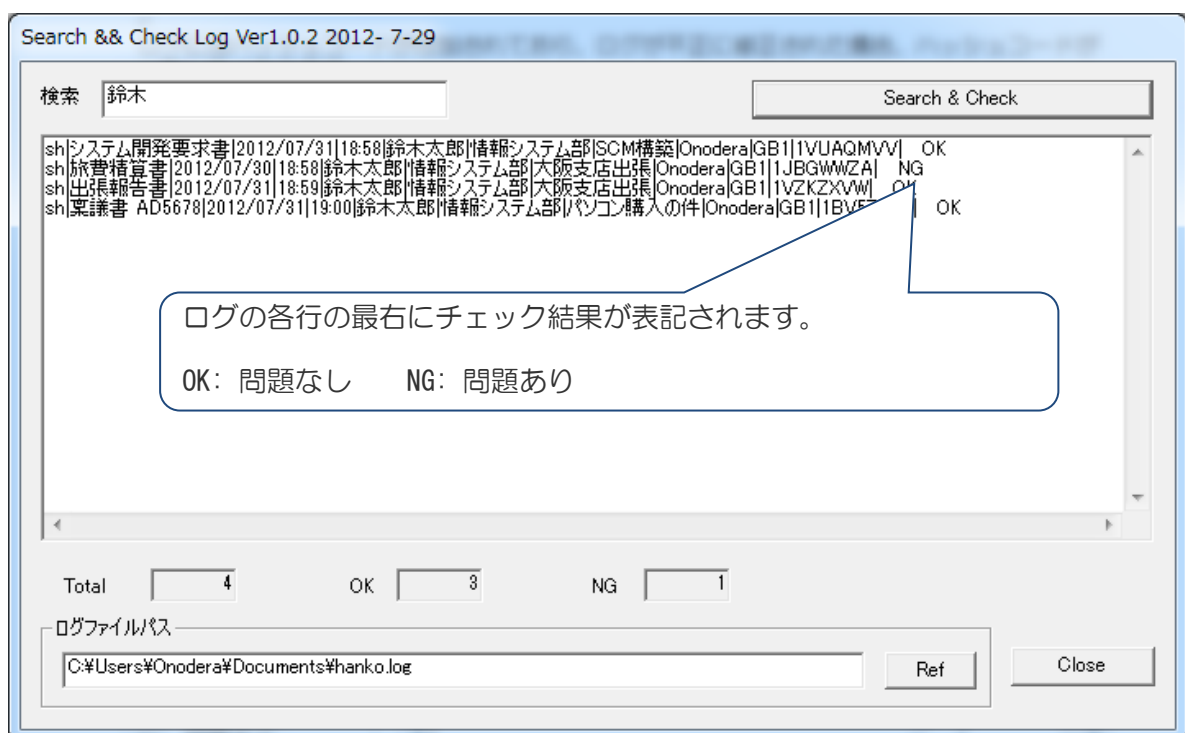 Search && Check Log Ver1.0.2 2012- 7-29
検索 鈴木 Search & Check
sh|システム開発要求書|2012/07/31|18:58|鈴木太郎|情報システム部|SCM構築|Onodera|GB1|1VUAQMVV| OK
sh|旅費積算書|2012/07/30|18:58|鈴木太郎|情報システム部|大阪支店出張|Onodera|GB1|1JBGWWZA| NG
sh|出張報告書|2012/07/31|18:59|鈴木太郎|情報システム部|大阪支店出張|Onodera|GB1|1VZKZXVW| OK
sh|稟議書 AD5678|2012/07/31|19:00|鈴木太郎|情報システム部|パソコン購入の件|Onodera|GB1| OK
ログの各行の最右にチェック結果が表記されます。
OK: 問題なし NG: 問題あり
Total 4 OK 3 NG 1
ログファイルパス
C:¥Users¥Onodera¥Documents¥hanko.log Ref Close